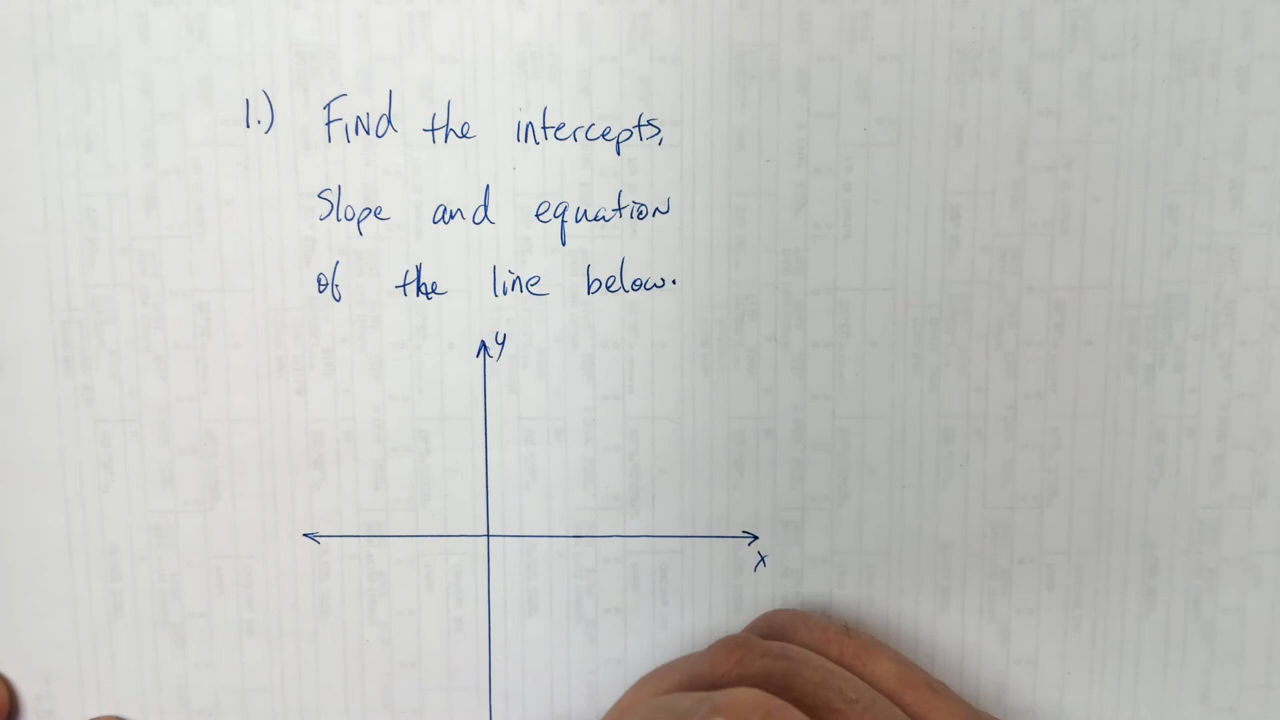 1.) Find the intercepts,
Slope and equation
of the line below.
y
x